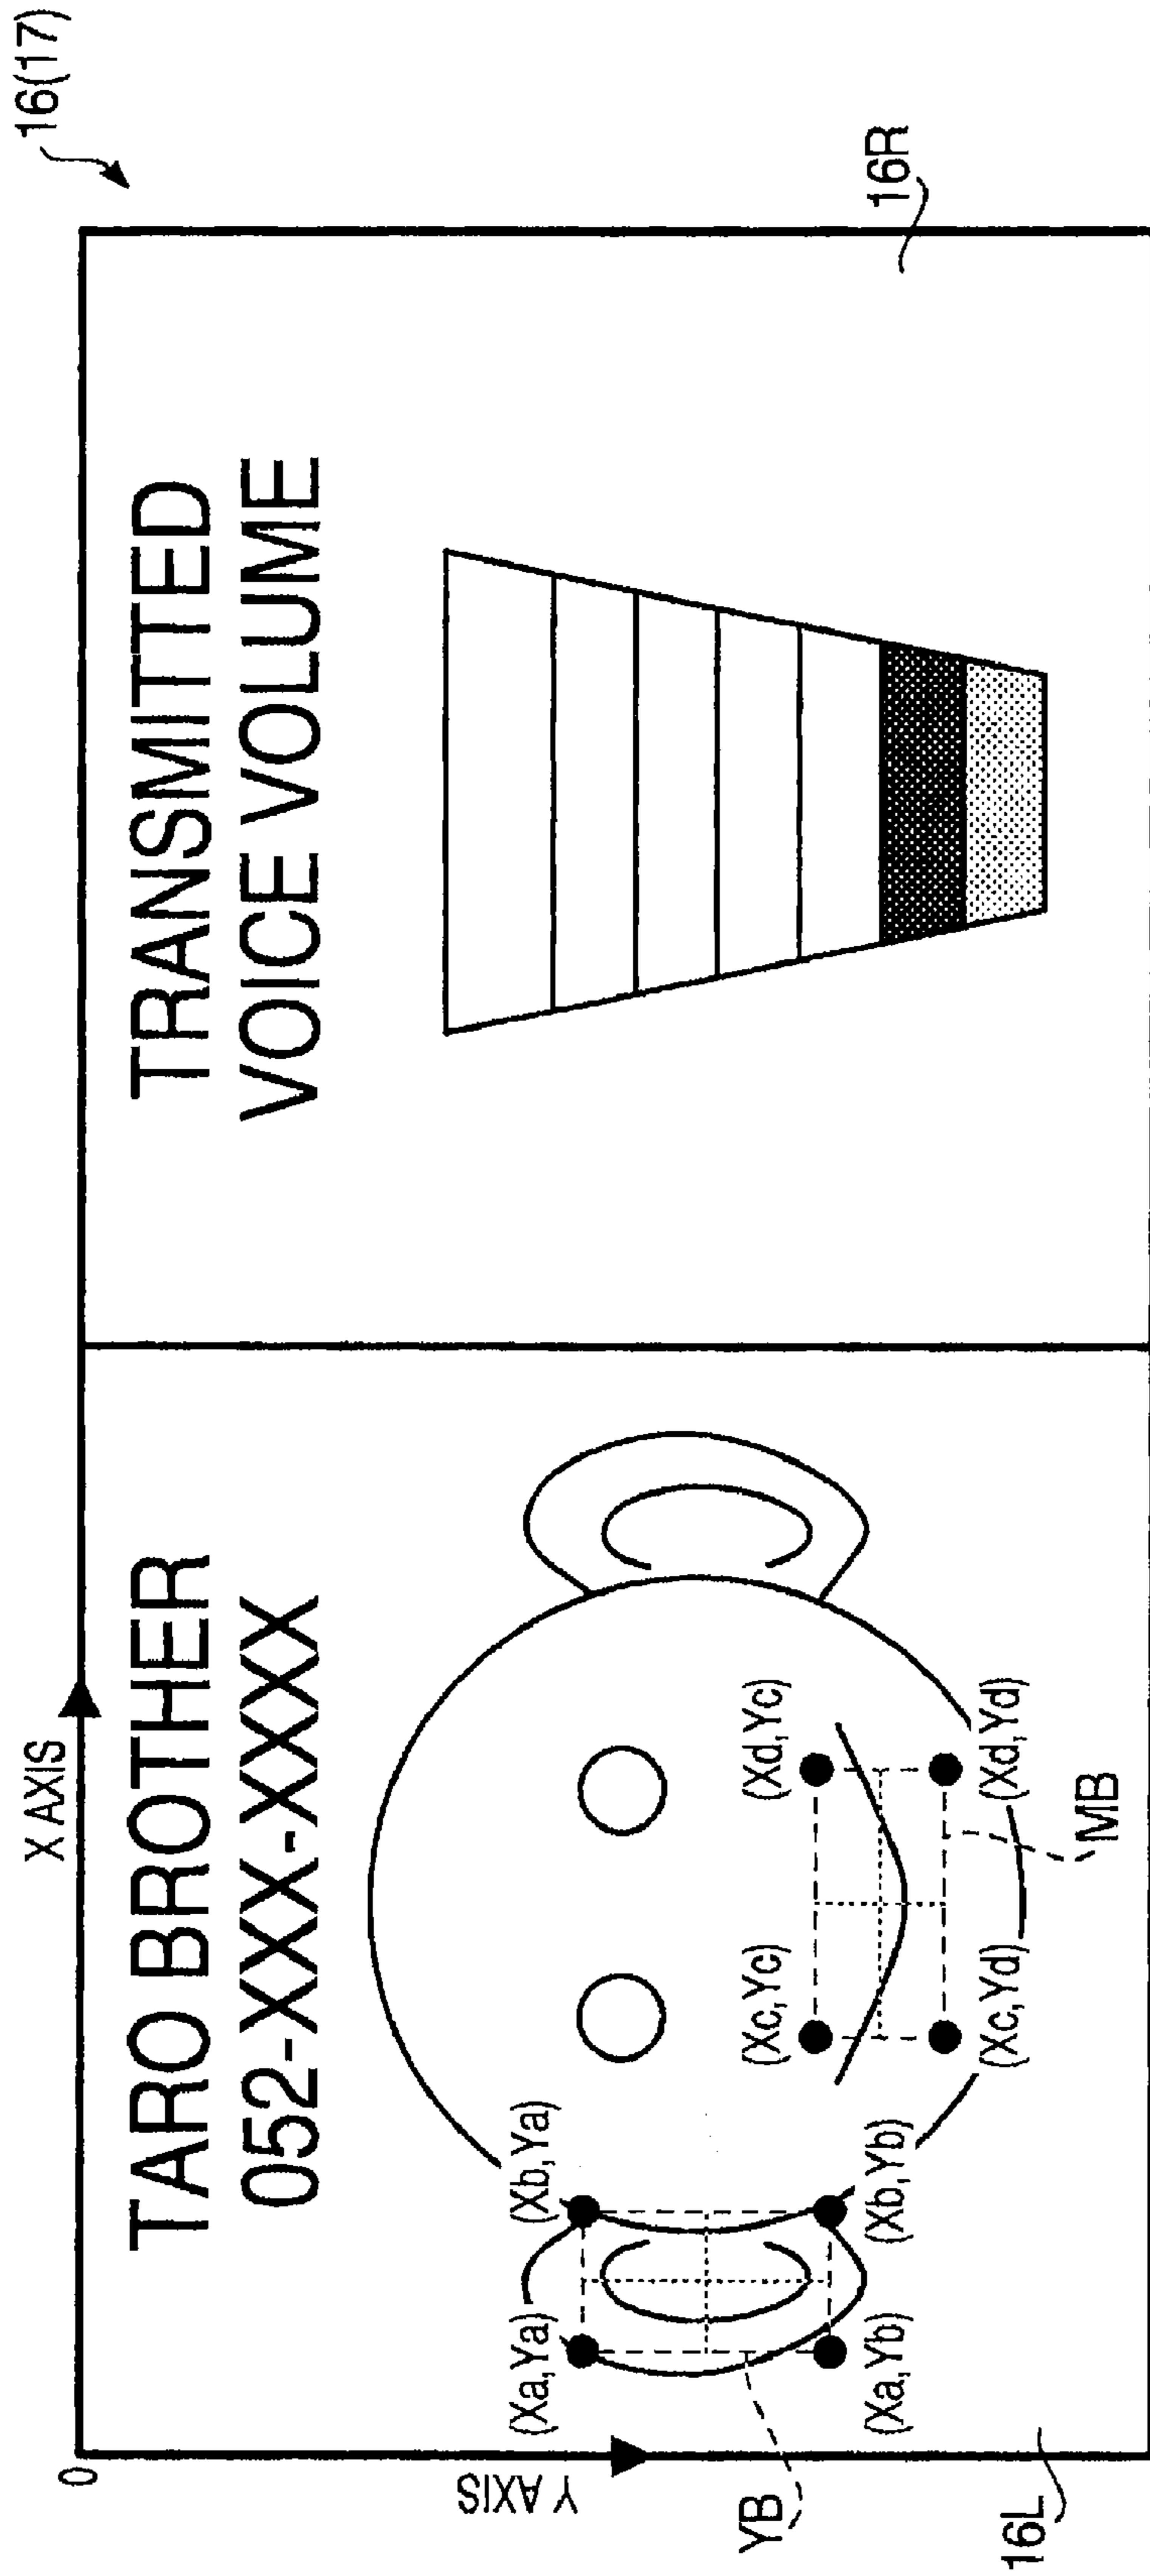 16(17)
X AXIS
0
Y AXIS
TARO BROTHER
052-XXX-XXXX
TRANSMITTED
VOICE VOLUME
(Xa,Ya)
(Xb,Ya)
(Xa,Yb)
(Xb,Yb)
(Xc,Yc)
(Xd,Yc)
(Xc,Yd)
(Xd,Yd)
YB
MB
16L
16R